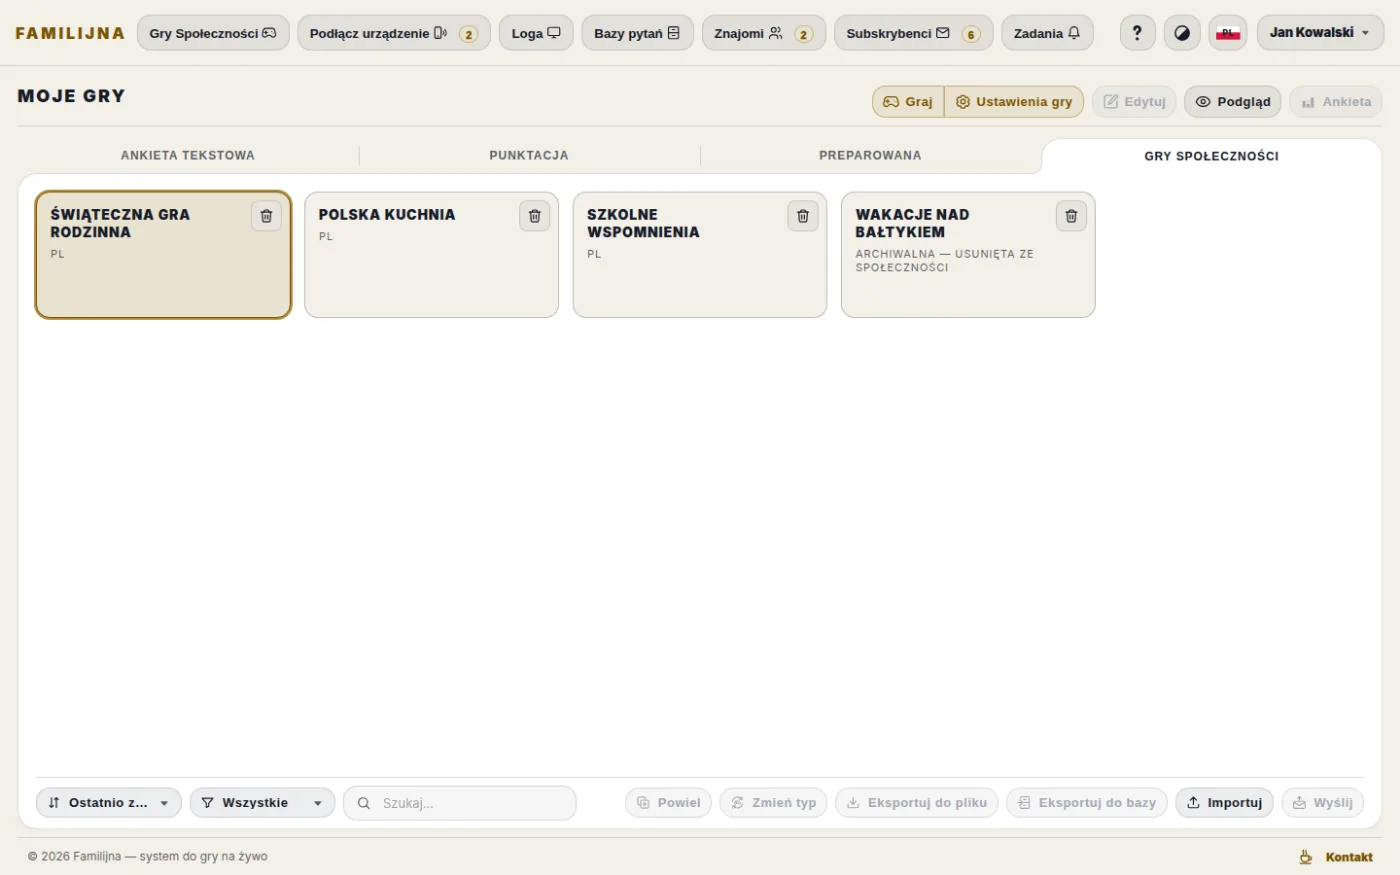 FAMILIJNA
Gry Społeczności
Podłącz urządzenie 2
Loga
Bazy pytań
Znajomi 2
Subskrybenci 6
Zadania
?
PL
Jan Kowalski
MOJE GRY
Graj
Ustawienia gry
Edytuj
Podgląd
Ankieta
ANKIETA TEKSTOWA
PUNKTACJA
PREPAROWANA
GRY SPOŁECZNOŚCI
ŚWIĄTECZNA GRA
RODZINNA
PL
POLSKA KUCHNIA
PL
SZKOLNE
WSPOMNIENIA
PL
WAKACJE NAD
BAŁTYKIEM
ARCHIWALNA — USUNIĘTA ZE
SPOŁECZNOŚCI
Ostatnio z...
Wszystkie
Szukaj...
Powiel
Zmień typ
Eksportuj do pliku
Eksportuj do bazy
Importuj
Wyślij
© 2026 Familijna — system do gry na żywo
Kontakt